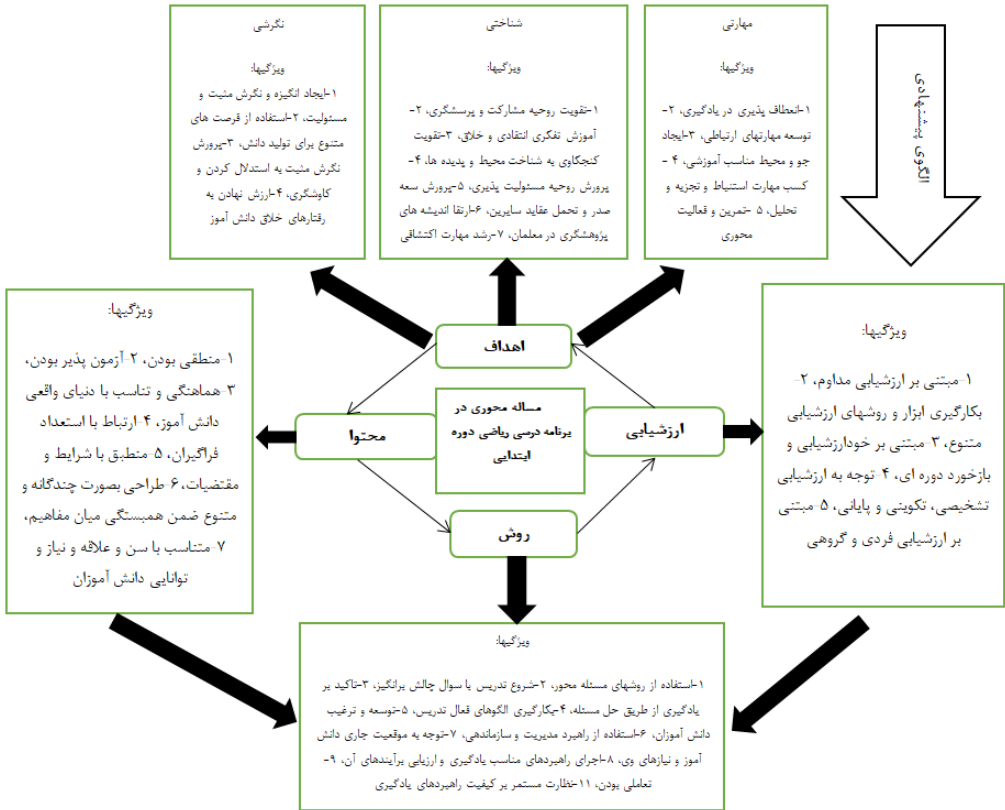 الگوی پیشنهادی
مهارتی
ویژگیها:
۱-انعطاف پذیری در یادگیری، ۲-
توسعه مهارتهای ارتباطی، ۳-ایجاد
جو و محیط مناسب آموزشی، ۴-
کسب مهارت استنباط و تجزیه و
تحلیل، ۵-تمرین و فعالیت
محوری
شناختی
ویژگیها:
۱-تقویت روحیه مشارکت و پرسشگری، ۲-
آموزش تفکری انتقادی و خلاق، ۳-تقویت
کنجکاوی به شناخت محیط و پدیده ها، ۴-
پرورش روحیه مسئولیت پذیری، ۵-پرورش سعه
صدر و تحمل عقاید سایرین، ۶-ارتقا اندیشه های
پژوهشگری در معلمان، ۷-رشد مهارت اکتشافی
نگرشی
ویژگیها:
۱-ایجاد انگیزه و نگرش مثبت و
مسئولیت، ۲-استفاده از قرصت های
متنوع برای تولید دانش، ۳-پرورش
نگرش مثبت به استدلال کردن و
کاوشگری، ۴-ارزش نهادن به
رفتارهای خلاق دانش آموز
ویژگیها:
۱-مبتنی بر ارزشیابی مداوم، ۲-
بکارگیری ابزار و روشهای ارزشیابی
متنوع، ۳-مبتنی بر خودارزشیابی و
بازخورد دوره ای، ۴-توجه به ارزشیابی
تشخیصی، تکوینی و پایانی، ۵-مبتنی
بر ارزشیابی فردی و گروهی
اهداف
ارزشیابی
مساله محوری در
برنامه درسی ریاضی دوره
ابتدایی
محتوا
روش
ویژگیها:
۱-منطقی بودن، ۲-آزمون پذیر بودن،
۳-هماهنگی و تناسب با دنیای واقعی
دانش آموز، ۴-ارتباط با استعداد
فراگیران، ۵-منطبق با شرایط و
مقتضیات، ۶-طراحی بصورت چندگانه و
متنوع ضمن همبستگی میان مفاهیم،
۷-متناسب با سن و علاقه و نیاز و
توانایی دانش آموزان
ویژگیها:
۱-استفاده از روشهای مسئله محور، ۲-شروع تدریس با سوال چالش برانگیز، ۳-تاکید بر
یادگیری از طریق حل مسئله، ۴-بکارگیری الگوهای فعال تدریس، ۵-توسعه و ترغیب
دانش آموزان، ۶-استفاده از راهبرد مدیریت و سازماندهی، ۷-توجه به موقعیت جاری دانش
آموز و نیازهای وی، ۸-اجرای راهبردهای مناسب یادگیری و ارزیابی برآیندهای آن، ۹-
تعاملی بودن، ۱۱-نظارت مستمر بر کیفیت راهبردهای یادگیری